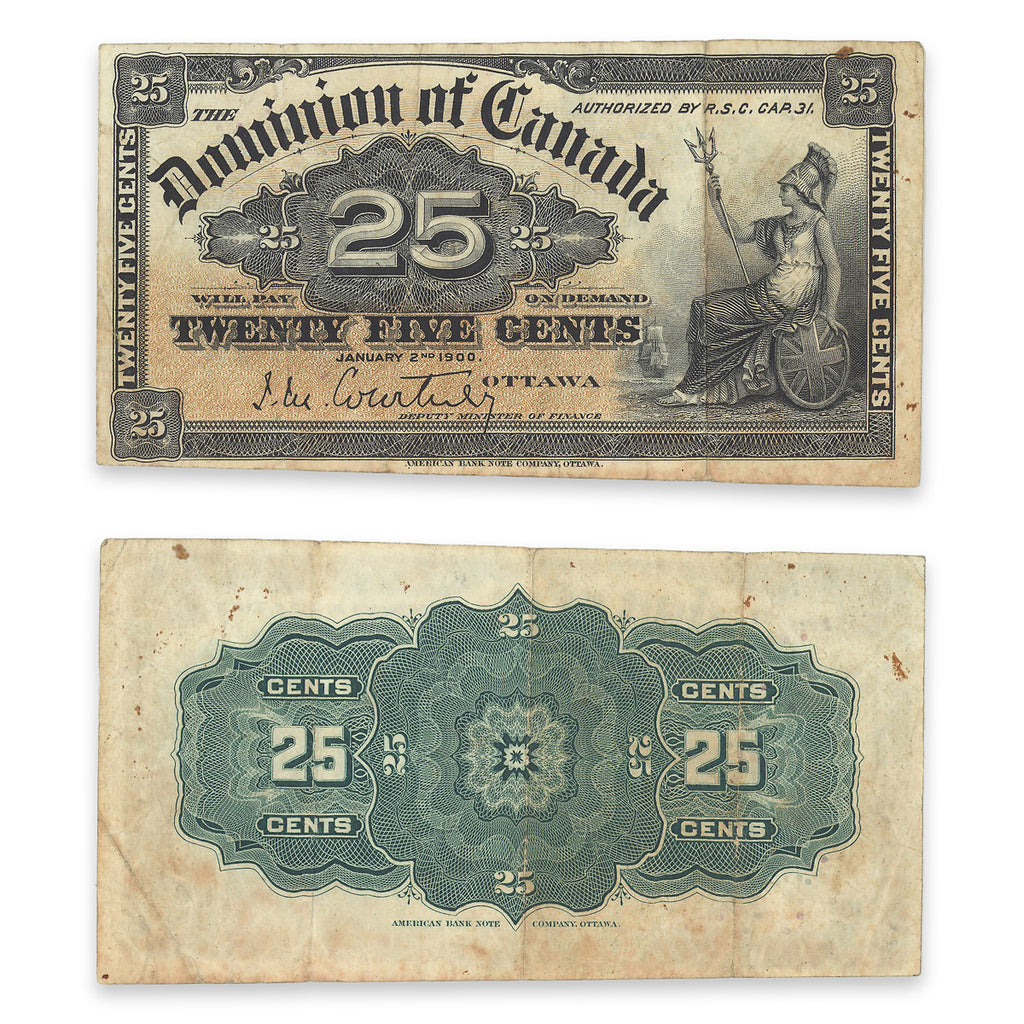 25
25
THE Dominion of Canada
AUTHORIZED BY R.S.C. CAP. 31.
TWENTY FIVE CENTS
TWENTY FIVE CENTS
25 25 25
WILL PAY ON DEMAND
TWENTY FIVE CENTS
JANUARY 2ND 1900.
J. M. Courtney
OTTAWA
DEPUTY MINISTER OF FINANCE
25
AMERICAN BANK NOTE COMPANY, OTTAWA.
25
CENTS CENTS
25 25 25 25
CENTS CENTS
25
AMERICAN BANK NOTE COMPANY, OTTAWA.